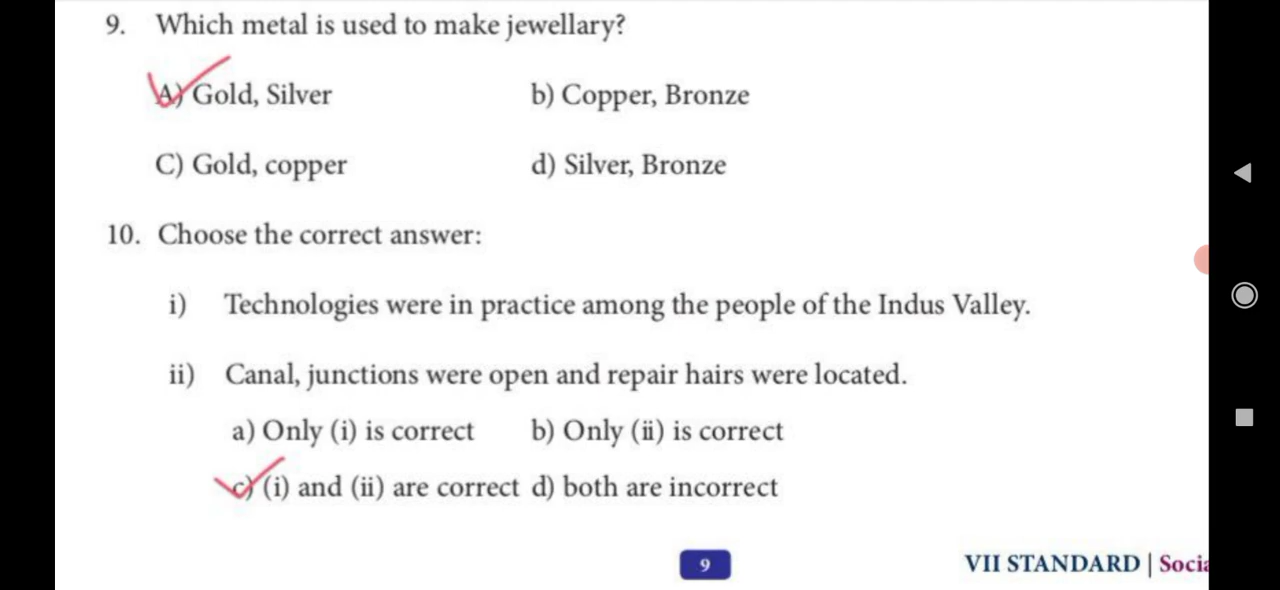 9. Which metal is used to make jewellary?
A) Gold, Silver b) Copper, Bronze
C) Gold, copper d) Silver, Bronze
10. Choose the correct answer:
i) Technologies were in practice among the people of the Indus Valley.
ii) Canal, junctions were open and repair hairs were located.
a) Only (i) is correct b) Only (ii) is correct
c) (i) and (ii) are correct d) both are incorrect
9 VII STANDARD | Socia